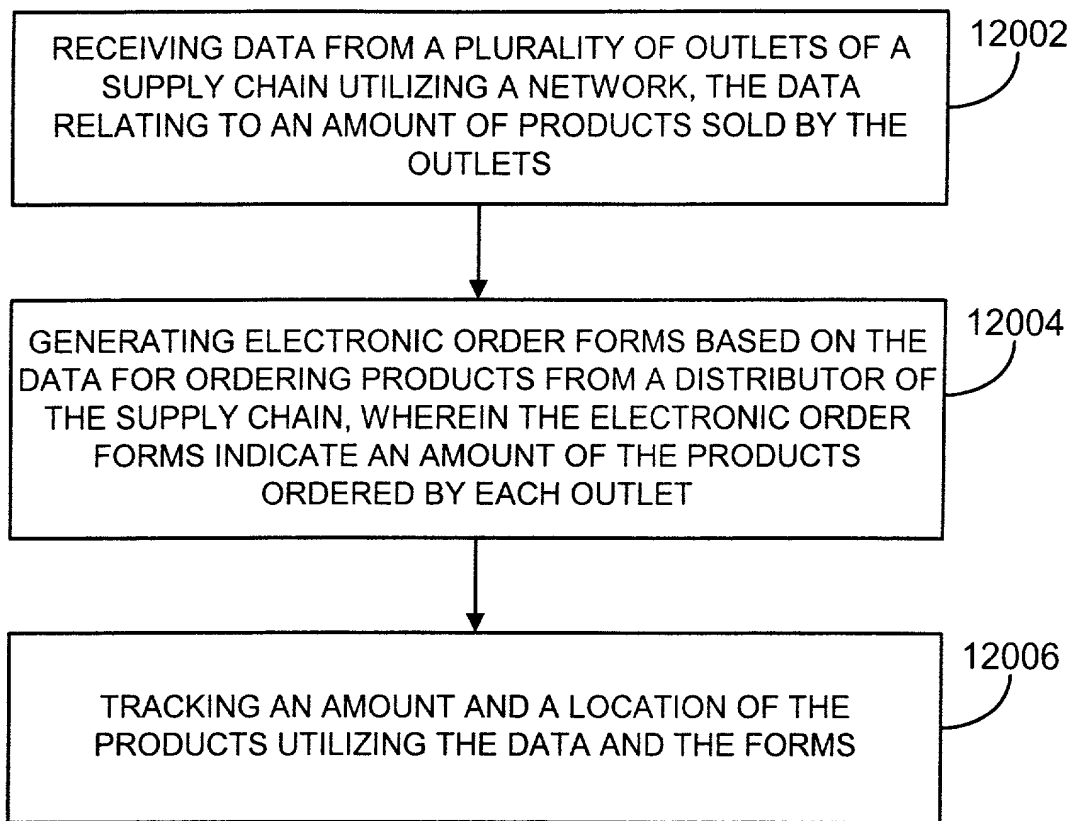 RECEIVING DATA FROM A PLURALITY OF OUTLETS OF A
SUPPLY CHAIN UTILIZING A NETWORK, THE DATA
RELATING TO AN AMOUNT OF PRODUCTS SOLD BY THE
OUTLETS
12002
GENERATING ELECTRONIC ORDER FORMS BASED ON THE
DATA FOR ORDERING PRODUCTS FROM A DISTRIBUTOR OF
THE SUPPLY CHAIN, WHEREIN THE ELECTRONIC ORDER
FORMS INDICATE AN AMOUNT OF THE PRODUCTS
ORDERED BY EACH OUTLET
12004
TRACKING AN AMOUNT AND A LOCATION OF THE
PRODUCTS UTILIZING THE DATA AND THE FORMS
12006